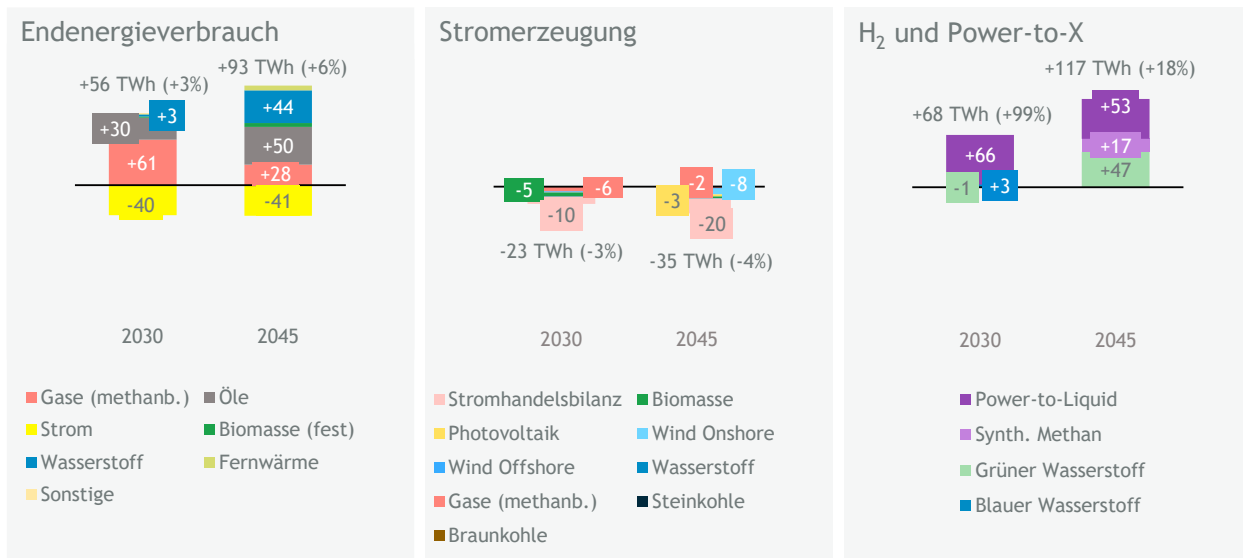 Endenergieverbrauch
+56 TWh (+3%)
+93 TWh (+6%)
+3
+30
+61
-40
+44
+50
+28
-41
2030
2045
Gase (methanb.)
Öle
Strom
Biomasse (fest)
Wasserstoff
Fernwärme
Sonstige
Stromerzeugung
-5
-6
-10
-23 TWh (-3%)
-2
-8
-3
-20
-35 TWh (-4%)
2030
2045
Stromhandelsbilanz
Biomasse
Photovoltaik
Wind Onshore
Wind Offshore
Wasserstoff
Gase (methanb.)
Steinkohle
Braunkohle
H₂ und Power-to-X
+68 TWh (+99%)
+117 TWh (+18%)
+66
-1
+3
+53
+17
+47
2030
2045
Power-to-Liquid
Synth. Methan
Grüner Wasserstoff
Blauer Wasserstoff